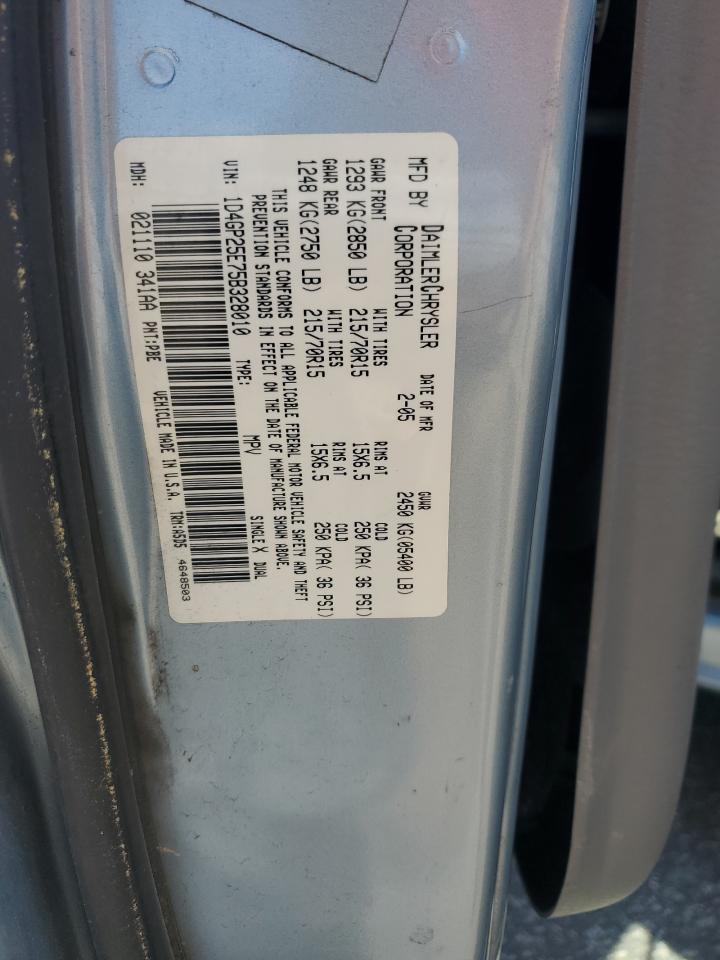 MFD BY DAIMLERCHRYSLER CORPORATION DATE OF MFR 2-05 GVWR 2450 KG(05400 LB)
GAWR FRONT WITH TIRES RIMS AT COLD
1293 KG(2850 LB) 215/70R15 15X6.5 250 KPA( 36 PSI)
GAWR REAR WITH TIRES RIMS AT COLD
1248 KG(2750 LB) 215/70R15 15X6.5 250 KPA( 36 PSI)
THIS VEHICLE CONFORMS TO ALL APPLICABLE FEDERAL MOTOR VEHICLE SAFETY AND THEFT
PREVENTION STANDARDS IN EFFECT ON THE DATE OF MANUFACTURE SHOWN ABOVE.
VIN: 1D4GP25E75B328010 TYPE: MPV SINGLE X DUAL
MDH: 021110 341AA PNT:PBE VEHICLE MADE IN U.S.A. TRM:A5D5 4648503